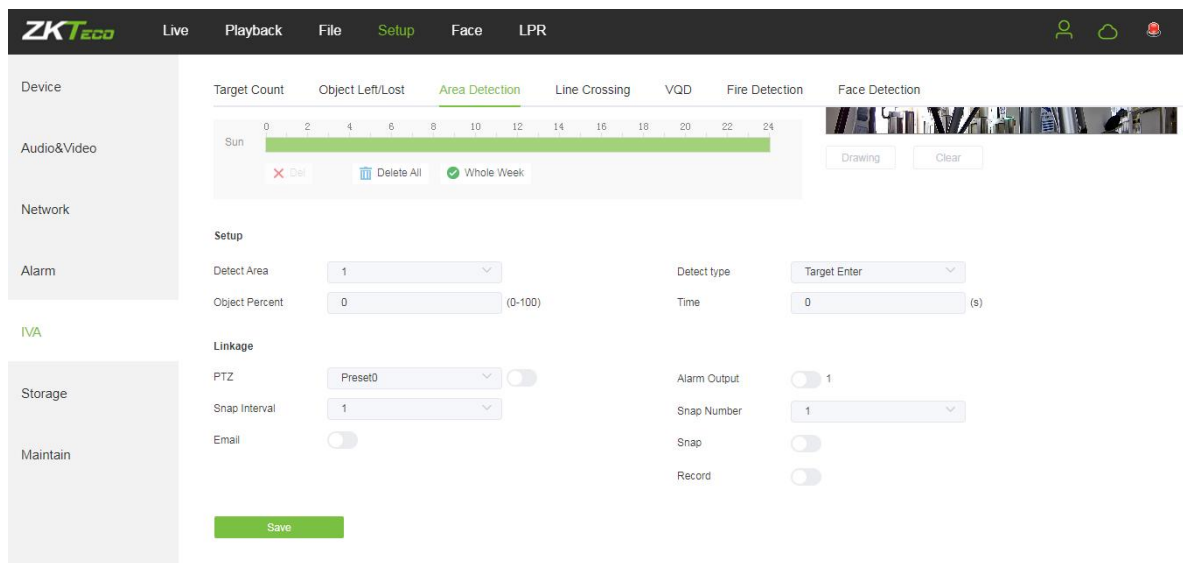 ZKTeco Live Playback File Setup Face LPR
Device
Audio&Video
Network
Alarm
IVA
Storage
Maintain
Target Count Object Left/Lost Area Detection Line Crossing VQD Fire Detection Face Detection
0 2 4 6 8 10 12 14 16 18 20 22 24
Sun
Del Delete All Whole Week
Drawing Clear
Setup
Detect Area 1 Detect type Target Enter
Object Percent 0 (0-100) Time 0 (s)
Linkage
PTZ Preset0 Alarm Output 1
Snap Interval 1 Snap Number 1
Email Snap
Record
Save